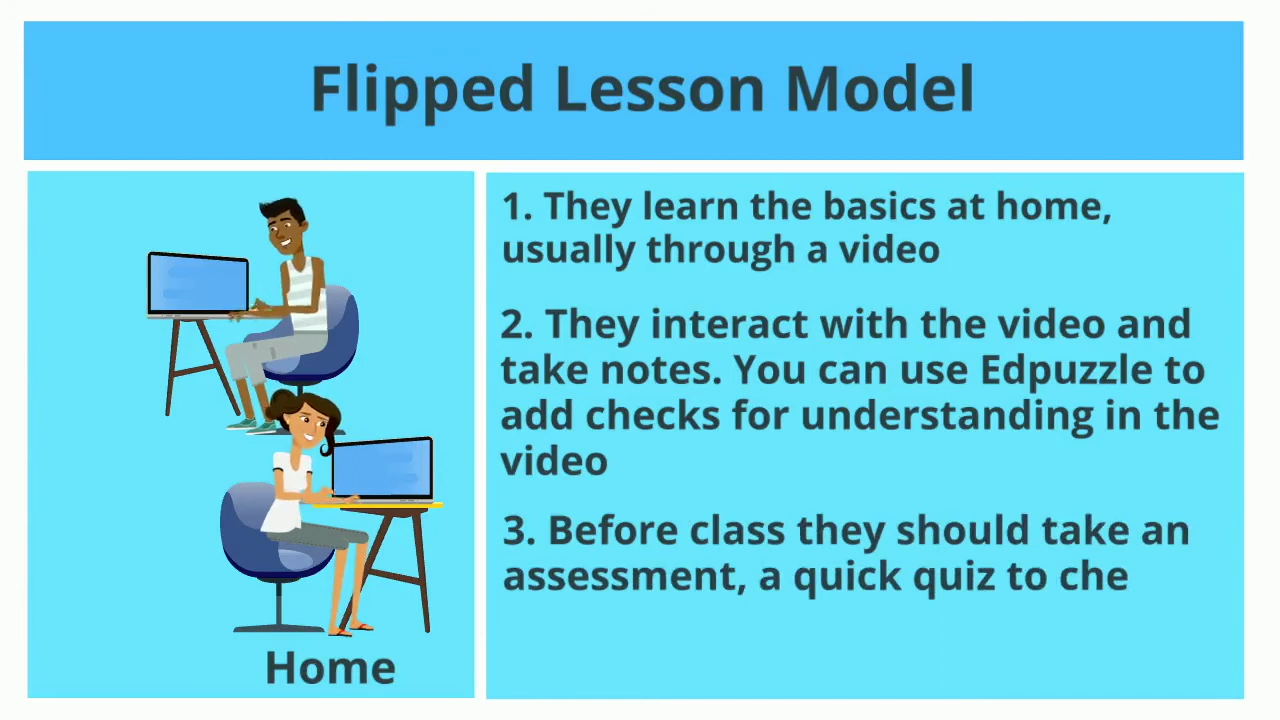 Flipped Lesson Model
1. They learn the basics at home,
usually through a video
2. They interact with the video and
take notes. You can use Edpuzzle to
add checks for understanding in the
video
3. Before class they should take an
assessment, a quick quiz to che
Home